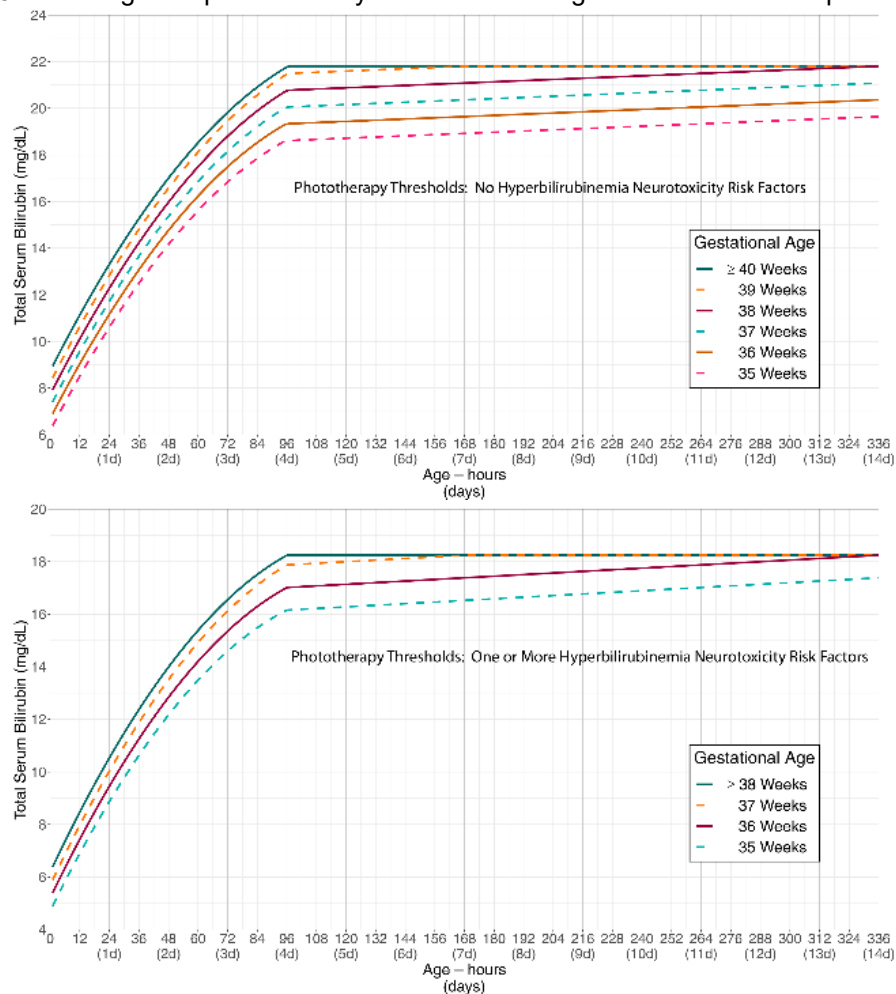 24
22
20
18
16
14
12
10
8
6
Total Serum Bilirubin (mg/dL)
Phototherapy Thresholds: No Hyperbilirubinemia Neurotoxicity Risk Factors
Gestational Age
≥ 40 Weeks
39 Weeks
38 Weeks
37 Weeks
36 Weeks
35 Weeks
0 12 24 36 48 60 72 84 96 108 120 132 144 156 168 180 192 204 216 228 240 252 264 276 288 300 312 324 336
(1d) (2d) (3d) (4d) (5d) (6d) (7d) (8d) (9d) (10d) (11d) (12d) (13d) (14d)
Age – hours
(days)
20
18
16
14
12
10
8
6
4
Total Serum Bilirubin (mg/dL)
Phototherapy Thresholds: One or More Hyperbilirubinemia Neurotoxicity Risk Factors
Gestational Age
> 38 Weeks
37 Weeks
36 Weeks
35 Weeks
0 12 24 36 48 60 72 84 96 108 120 132 144 156 168 180 192 204 216 228 240 252 264 276 288 300 312 324 336
(1d) (2d) (3d) (4d) (5d) (6d) (7d) (8d) (9d) (10d) (11d) (12d) (13d) (14d)
Age – hours
(days)